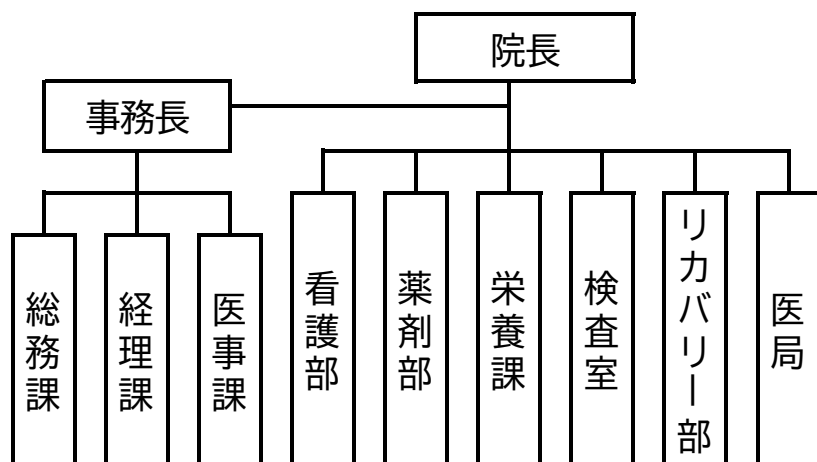 院長
事務長
総務課
経理課
医事課
看護部
薬剤部
栄養課
検査室
リカバリー部
医局